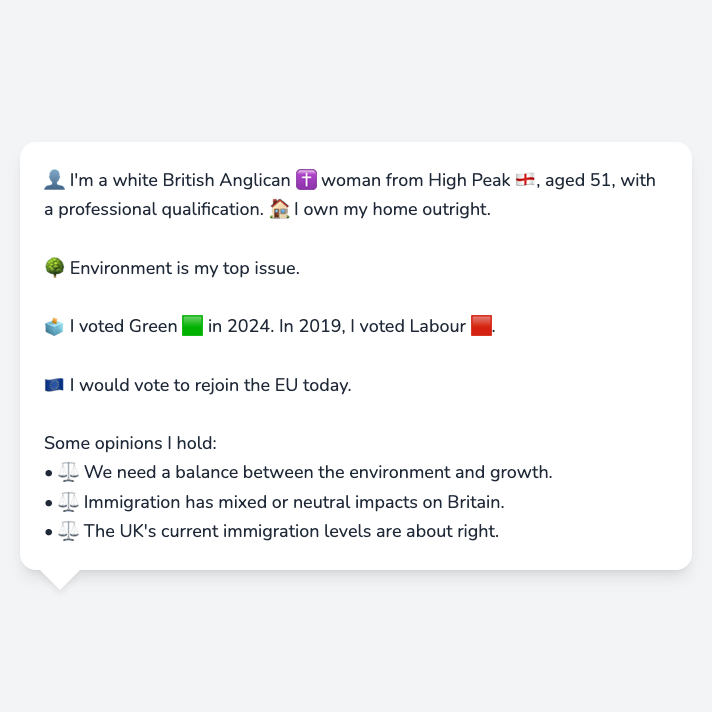 👤 I'm a white British Anglican ✝️ woman from High Peak 🏴󠁧󠁢󠁥󠁮󠁧󠁿, aged 51, with
a professional qualification. 🏠 I own my home outright.
🌳 Environment is my top issue.
🗳️ I voted Green 🟩 in 2024. In 2019, I voted Labour 🟥.
🇪🇺 I would vote to rejoin the EU today.
Some opinions I hold:
• ⚖️ We need a balance between the environment and growth.
• ⚖️ Immigration has mixed or neutral impacts on Britain.
• ⚖️ The UK's current immigration levels are about right.